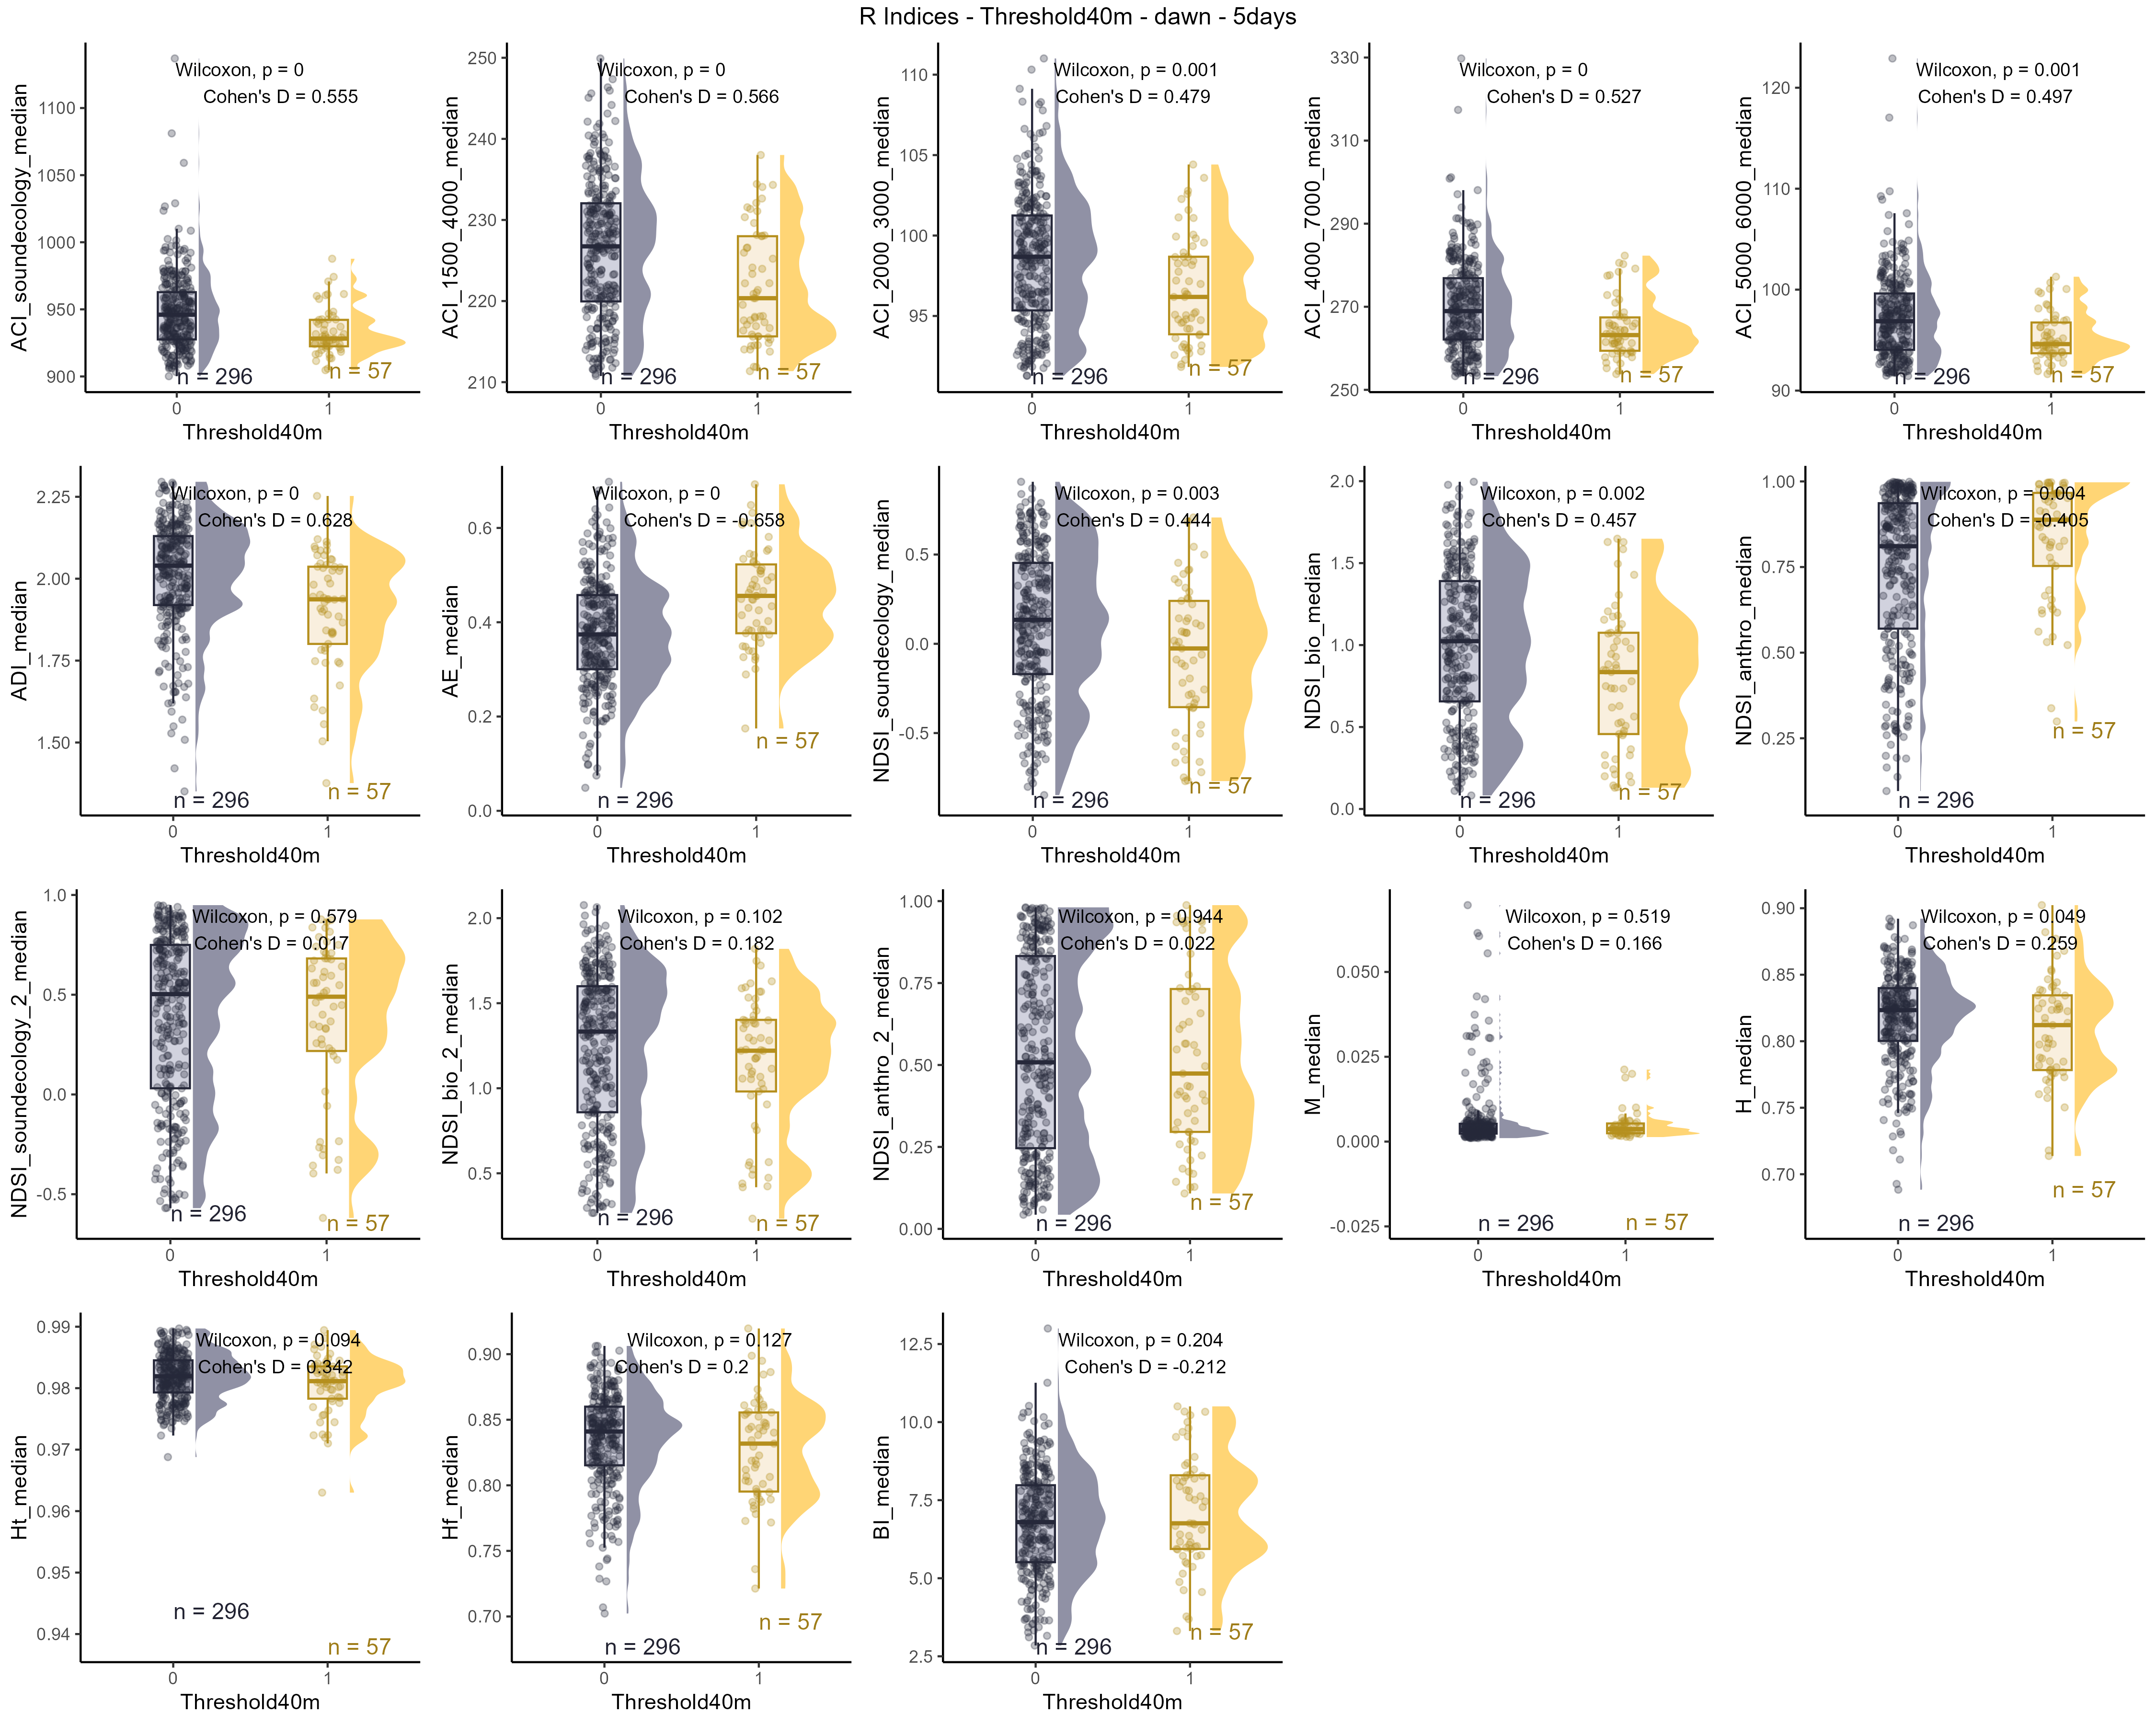 R Indices - Threshold40m - dawn - 5days
ACI_soundecology_median
1100
1050
1000
950
900
Wilcoxon, p = 0
Cohen's D = 0.555
n = 296
n = 57
0
1
Threshold40m
ACI_1500_4000_median
250
240
230
220
210
Wilcoxon, p = 0
Cohen's D = 0.566
n = 296
n = 57
0
1
Threshold40m
ACI_2000_3000_median
110
105
100
95
Wilcoxon, p = 0.001
Cohen's D = 0.479
n = 296
n = 57
0
1
Threshold40m
ACI_4000_7000_median
330
310
290
270
250
Wilcoxon, p = 0
Cohen's D = 0.527
n = 296
n = 57
0
1
Threshold40m
ACI_5000_6000_median
120
110
100
90
Wilcoxon, p = 0.001
Cohen's D = 0.497
n = 296
n = 57
0
1
Threshold40m
ADI_median
2.25
2.00
1.75
1.50
Wilcoxon, p = 0
Cohen's D = 0.628
n = 296
n = 57
0
1
Threshold40m
AE_median
0.6
0.4
0.2
0.0
Wilcoxon, p = 0
Cohen's D = -0.658
n = 296
n = 57
0
1
Threshold40m
NDSI_soundecology_median
0.5
0.0
-0.5
Wilcoxon, p = 0.003
Cohen's D = 0.444
n = 296
n = 57
0
1
Threshold40m
NDSI_bio_median
2.0
1.5
1.0
0.5
0.0
Wilcoxon, p = 0.002
Cohen's D = 0.457
n = 296
n = 57
0
1
Threshold40m
NDSI_anthro_median
1.00
0.75
0.50
0.25
Wilcoxon, p = 0.004
Cohen's D = -0.405
n = 296
n = 57
0
1
Threshold40m
NDSI_soundecology_2_median
1.0
0.5
0.0
-0.5
Wilcoxon, p = 0.579
Cohen's D = 0.017
n = 296
n = 57
0
1
Threshold40m
NDSI_bio_2_median
2.0
1.5
1.0
0.5
Wilcoxon, p = 0.102
Cohen's D = 0.182
n = 296
n = 57
0
1
Threshold40m
NDSI_anthro_2_median
1.00
0.75
0.50
0.25
0.00
Wilcoxon, p = 0.944
Cohen's D = 0.022
n = 296
n = 57
0
1
Threshold40m
M_median
0.050
0.025
0.000
-0.025
Wilcoxon, p = 0.519
Cohen's D = 0.166
n = 296
n = 57
0
1
Threshold40m
H_median
0.90
0.85
0.80
0.75
0.70
Wilcoxon, p = 0.049
Cohen's D = 0.259
n = 296
n = 57
0
1
Threshold40m
Ht_median
0.99
0.98
0.97
0.96
0.95
0.94
Wilcoxon, p = 0.094
Cohen's D = 0.342
n = 296
n = 57
0
1
Threshold40m
Hf_median
0.90
0.85
0.80
0.75
0.70
Wilcoxon, p = 0.127
Cohen's D = 0.2
n = 296
n = 57
0
1
Threshold40m
BI_median
12.5
10.0
7.5
5.0
2.5
Wilcoxon, p = 0.204
Cohen's D = -0.212
n = 296
n = 57
0
1
Threshold40m